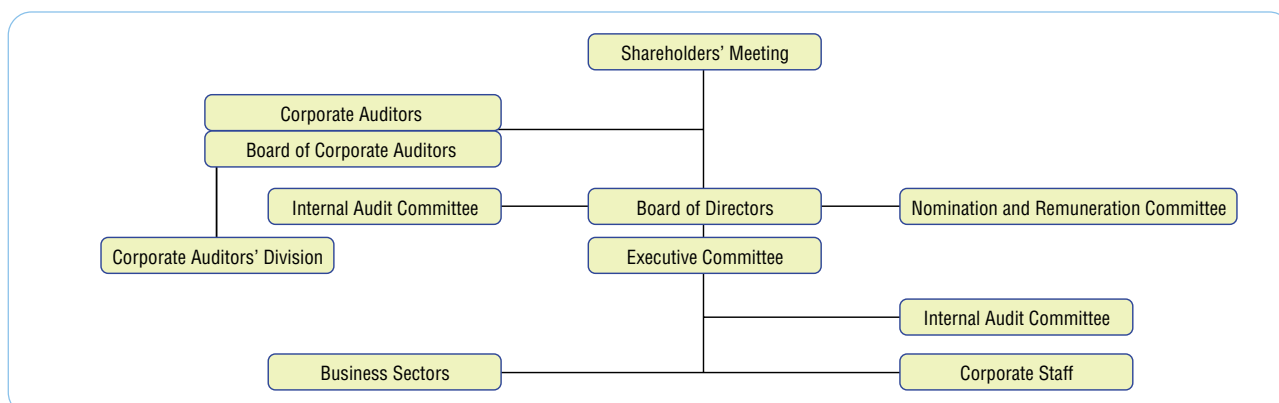 Shareholders’ Meeting
Corporate Auditors
Board of Corporate Auditors
Internal Audit Committee
Board of Directors
Nomination and Remuneration Committee
Corporate Auditors’ Division
Executive Committee
Internal Audit Committee
Business Sectors
Corporate Staff